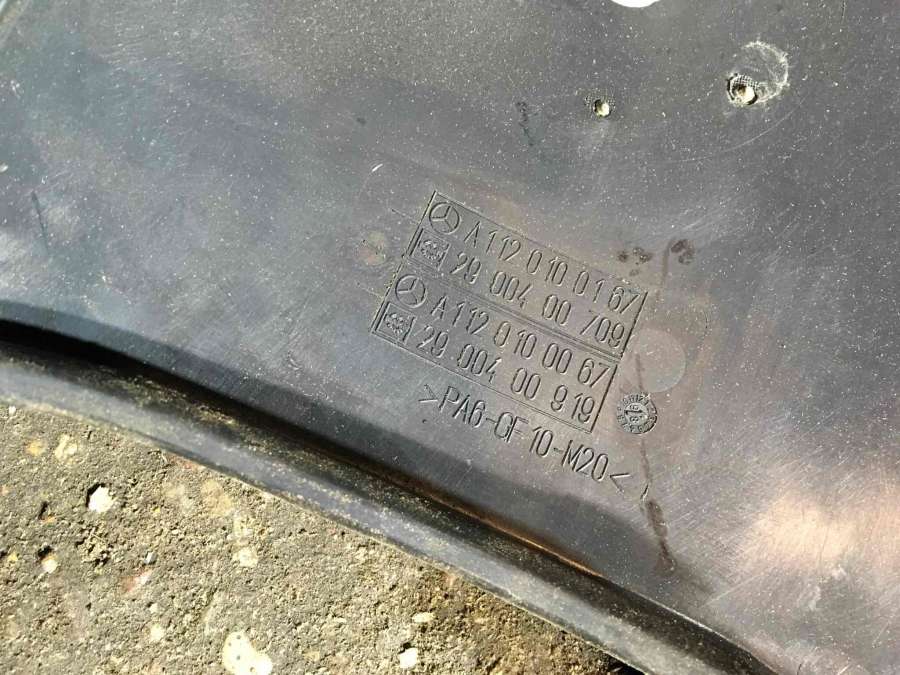 A 112 010 01 67
29 004 00 709
A 112 010 00 67
29 004 00 919
>PA6-GF10-M20<